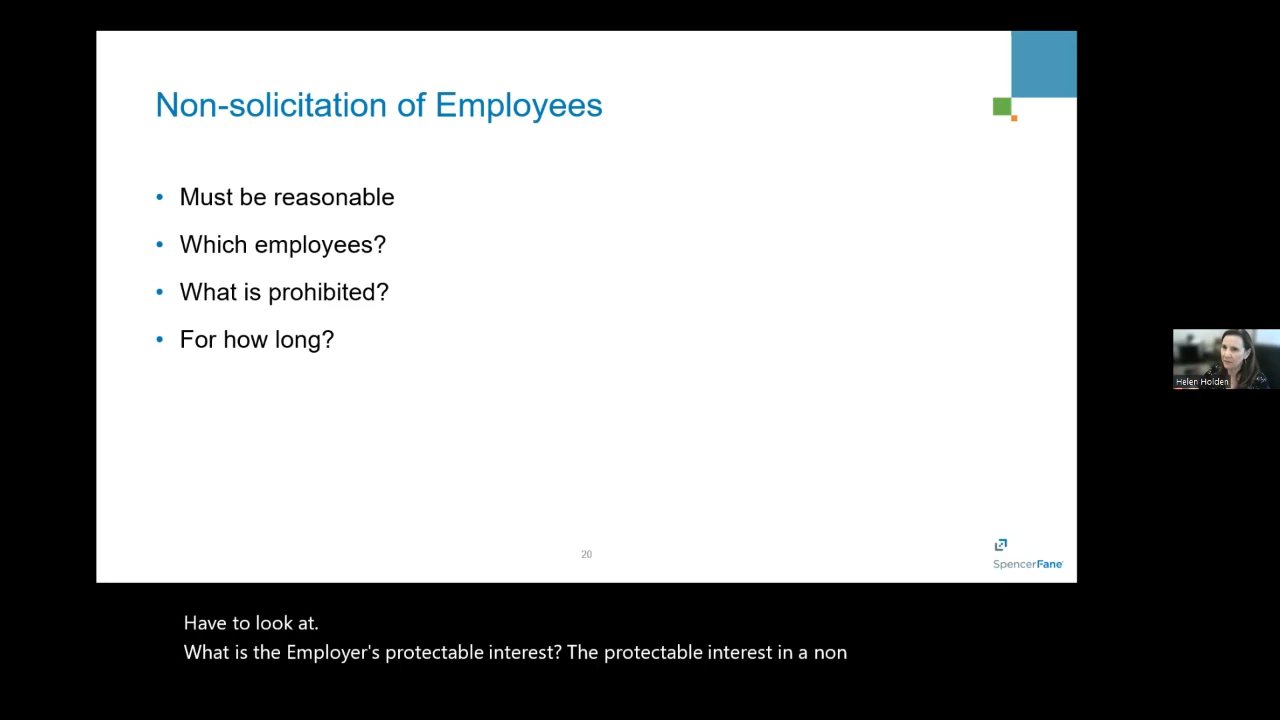 Non-solicitation of Employees
• Must be reasonable
• Which employees?
• What is prohibited?
• For how long?
Helen Holden
20
SpencerFane
Have to look at.
What is the Employer's protectable interest? The protectable interest in a non